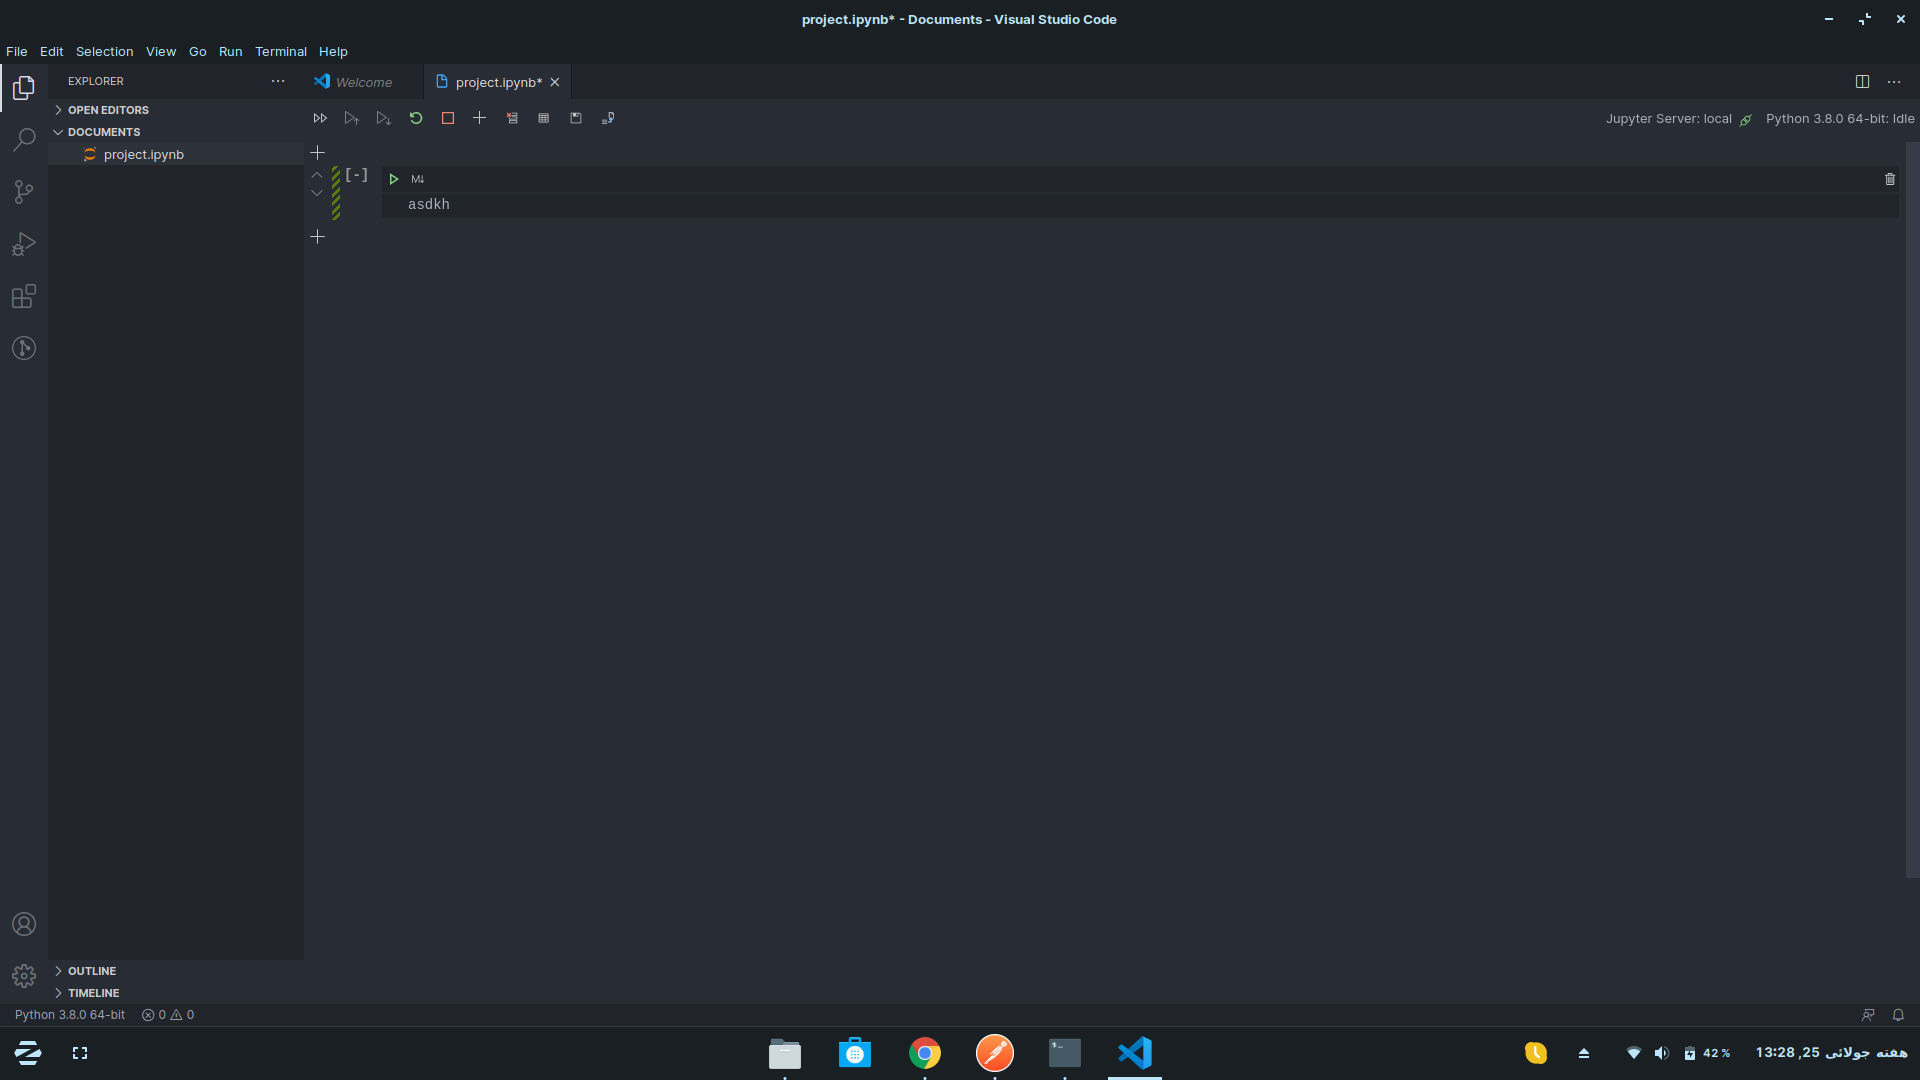 project.ipynb* - Documents - Visual Studio Code
File Edit Selection View Go Run Terminal Help
EXPLORER
Welcome
project.ipynb*
OPEN EDITORS
DOCUMENTS
Jupyter Server: local
Python 3.8.0 64-bit: Idle
project.ipynb
[-]
M↓
asdkh
OUTLINE
TIMELINE
Python 3.8.0 64-bit
0
0
$_
42 %
هفته جولائی 25, 13:28